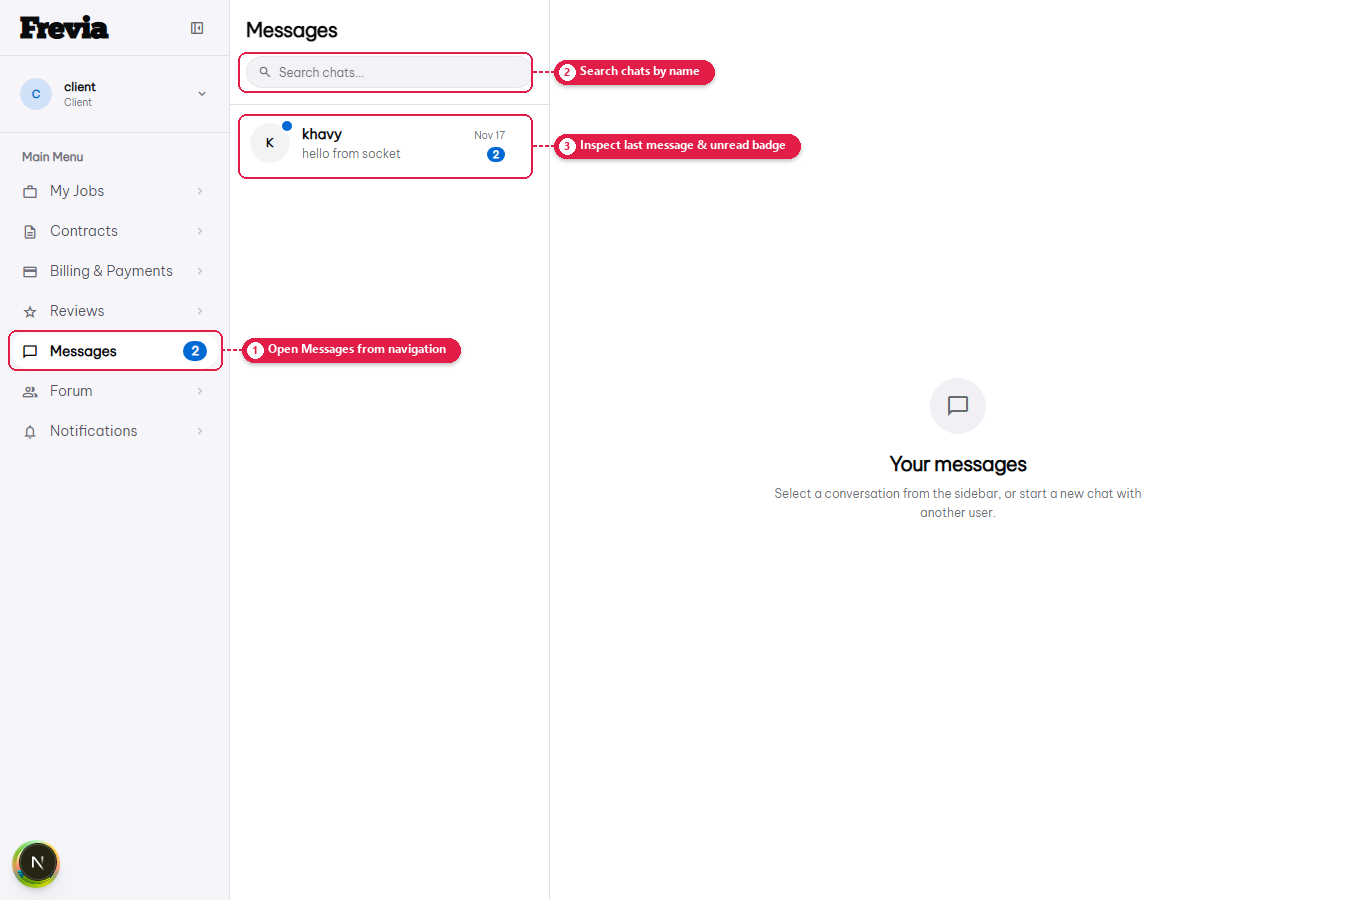 Frevia
C
client
Client
Main Menu
My Jobs
Contracts
Billing & Payments
Reviews
Messages
2
Forum
Notifications
N
1 Open Messages from navigation
Messages
Search chats...
2 Search chats by name
K
khavy
Nov 17
hello from socket
2
3 Inspect last message & unread badge
Your messages
Select a conversation from the sidebar, or start a new chat with
another user.